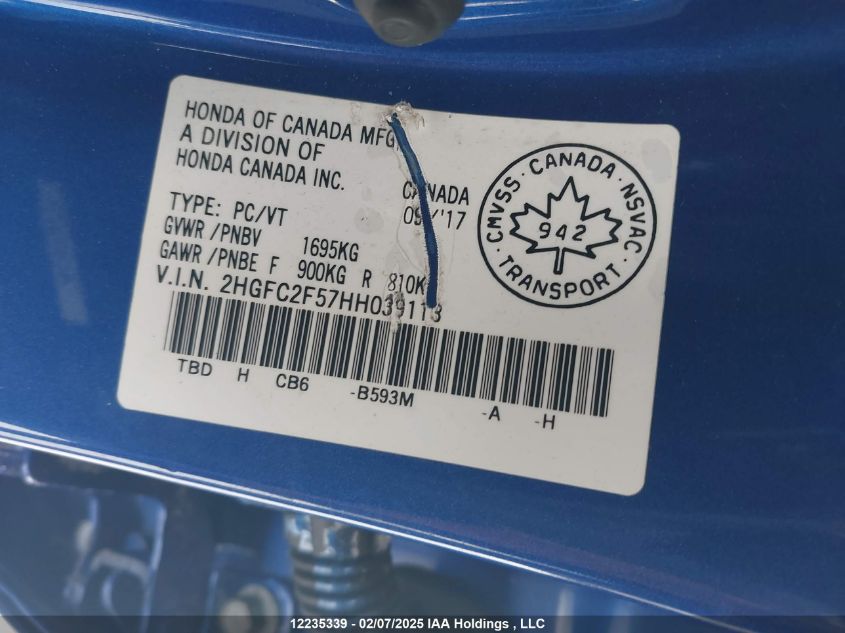 HONDA OF CANADA MFG.
A DIVISION OF
HONDA CANADA INC.
CANADA
TYPE: PC/VT 09/'17
GVWR /PNBV 1695KG
GAWR /PNBE F 900KG R 810K
V.I.N. 2HGFC2F57HH039113
TBD H CB6 -B593M -A -H
CMVSS · CANADA · NSVAC
942
· TRANSPORT ·
12235339 - 02/07/2025 IAA Holdings , LLC